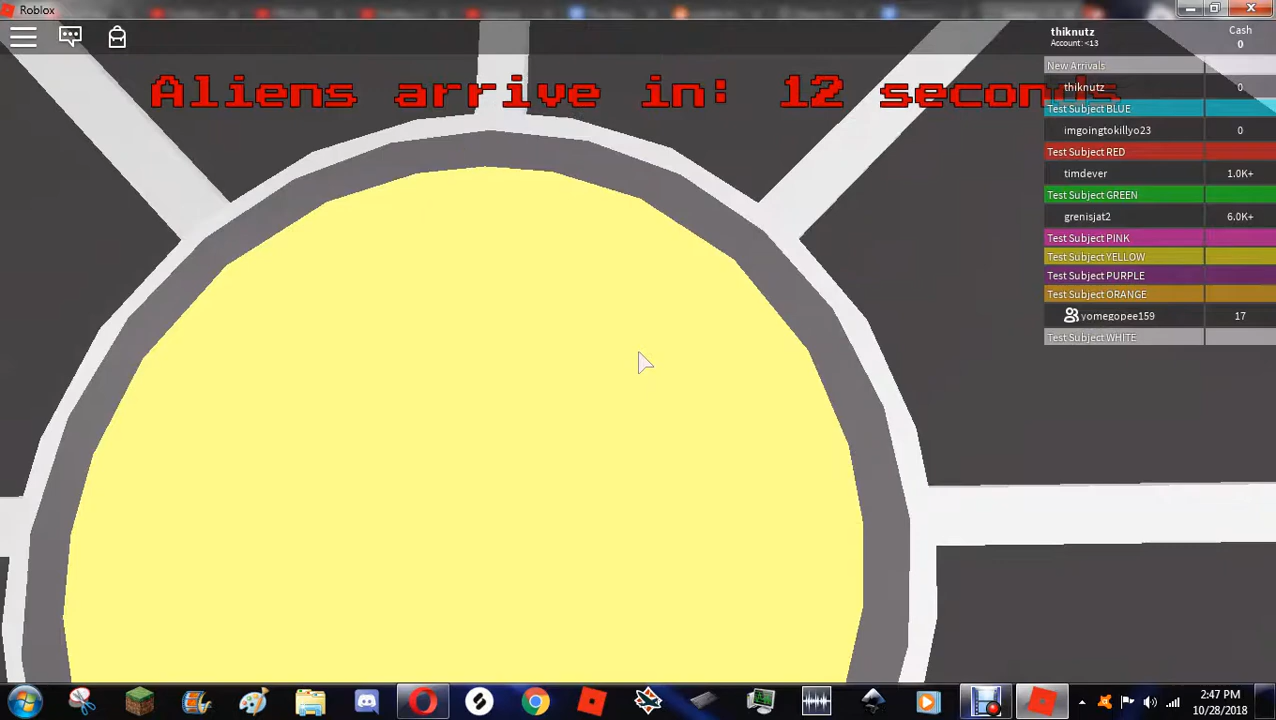 Roblox
thiknutz
Account: <13
Cash
0
Aliens arrive in: 12 seconds
New Arrivals
thiknutz 0
Test Subject BLUE
imgoingtokillyo23 0
Test Subject RED
timdever 1.0K+
Test Subject GREEN
grenisjat2 6.0K+
Test Subject PINK
Test Subject YELLOW
Test Subject PURPLE
Test Subject ORANGE
yomegopee159 17
Test Subject WHITE
2:47 PM
10/28/2018